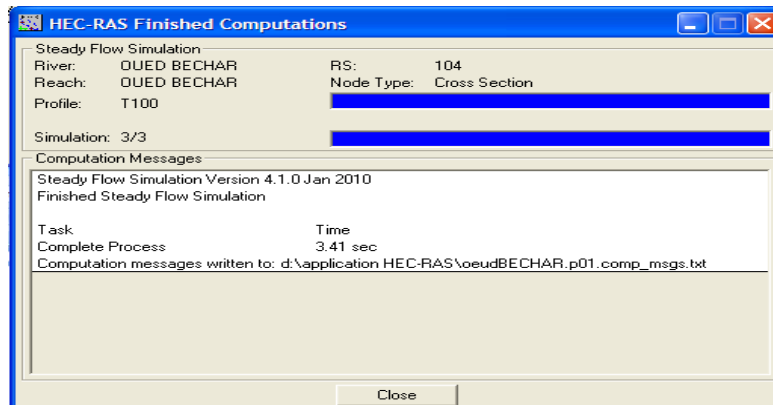 HEC-RAS Finished Computations
Steady Flow Simulation
River: OUED BECHAR RS: 104
Reach: OUED BECHAR Node Type: Cross Section
Profile: T100
Simulation: 3/3
Computation Messages
Steady Flow Simulation Version 4.1.0 Jan 2010
Finished Steady Flow Simulation
Task Time
Complete Process 3.41 sec
Computation messages written to: d:\application HEC-RAS\oeudBECHAR.p01.comp_msgs.txt
Close